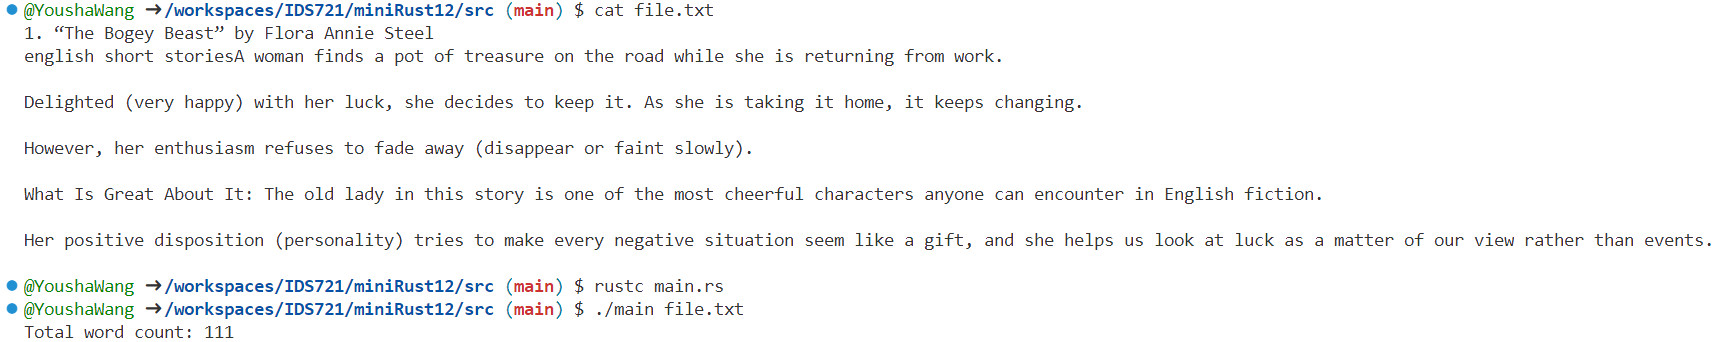 @YoushaWang ➜/workspaces/IDS721/miniRust12/src (main) $ cat file.txt
1. “The Bogey Beast” by Flora Annie Steel
english short storiesA woman finds a pot of treasure on the road while she is returning from work.
Delighted (very happy) with her luck, she decides to keep it. As she is taking it home, it keeps changing.
However, her enthusiasm refuses to fade away (disappear or faint slowly).
What Is Great About It: The old lady in this story is one of the most cheerful characters anyone can encounter in English fiction.
Her positive disposition (personality) tries to make every negative situation seem like a gift, and she helps us look at luck as a matter of our view rather than events.
@YoushaWang ➜/workspaces/IDS721/miniRust12/src (main) $ rustc main.rs
@YoushaWang ➜/workspaces/IDS721/miniRust12/src (main) $ ./main file.txt
Total word count: 111